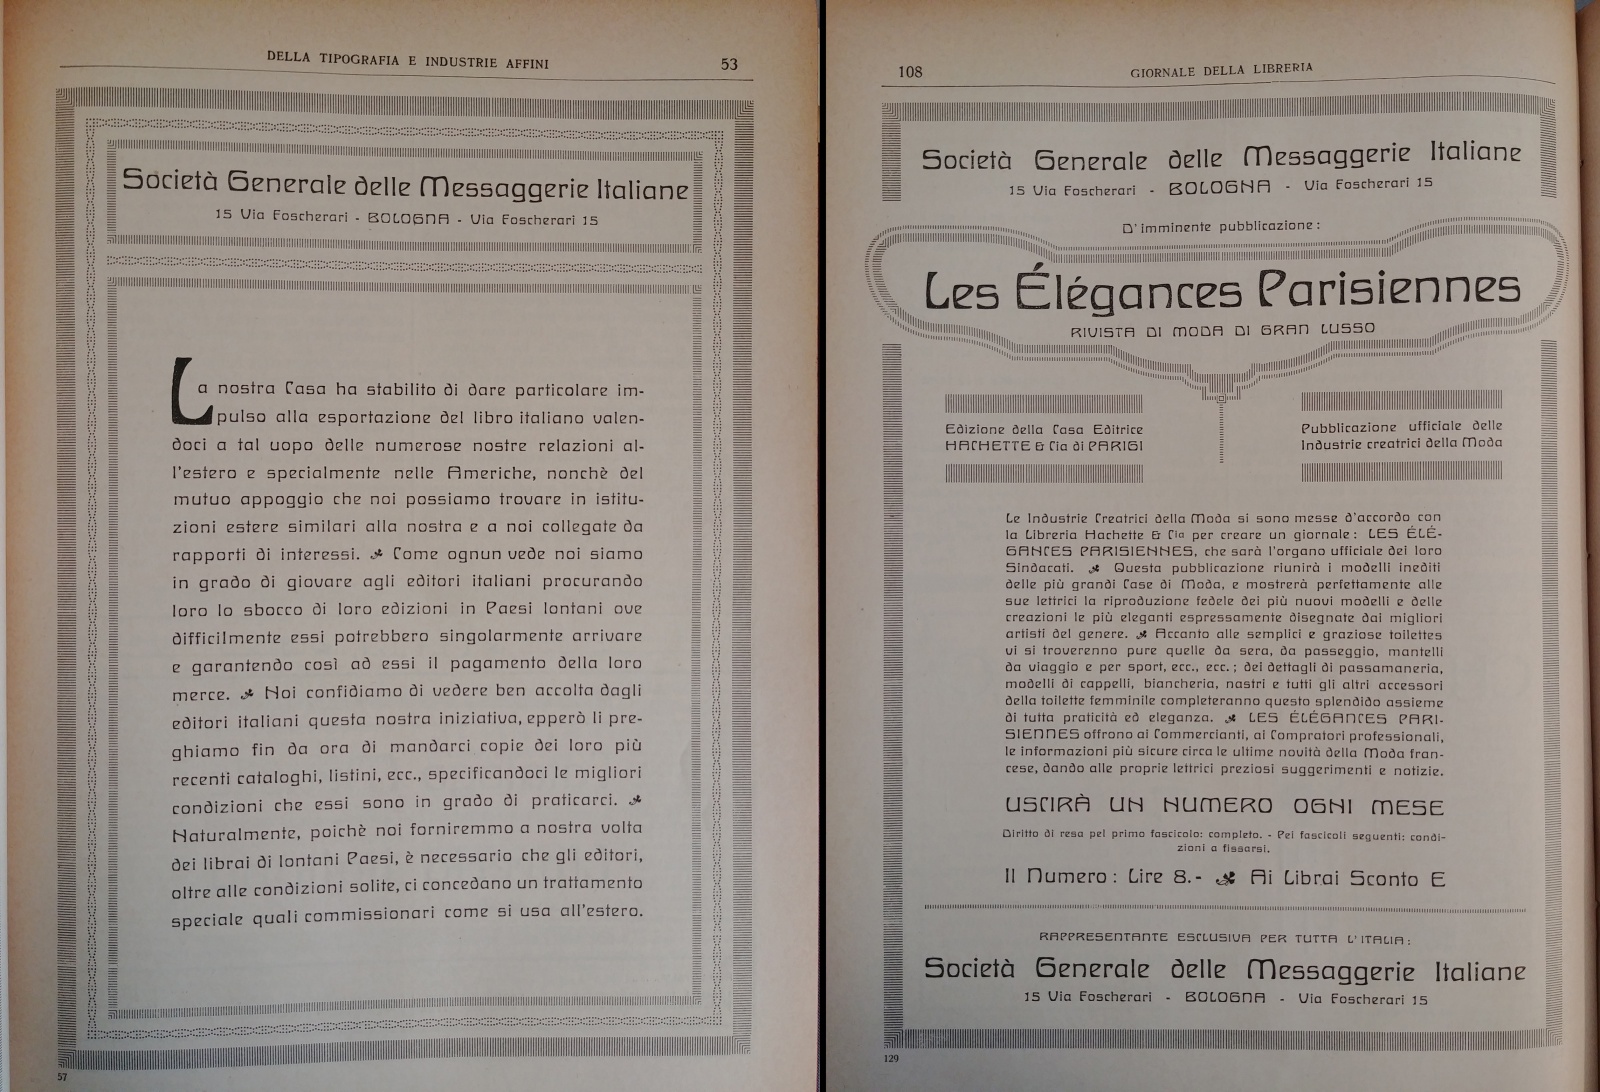 DELLA TIPOGRAFIA E INDUSTRIE AFFINI 53
Società Generale delle Messaggerie Italiane
15 Via Foscherari - BOLOGNA - Via Foscherari 15
La nostra Casa ha stabilito di dare particolare im-
pulso alla esportazione del libro italiano valen-
doci a tal uopo delle numerose nostre relazioni al-
l'estero e specialmente nelle Americhe, nonchè del
mutuo appoggio che noi possiamo trovare in istitu-
zioni estere similari alla nostra e a noi collegate da
rapporti di interessi. Come ognun vede noi siamo
in grado di giovare agli editori italiani procurando
loro lo sbocco di loro edizioni in Paesi lontani ove
difficilmente essi potrebbero singolarmente arrivare
e garantendo così ad essi il pagamento della loro
merce. Noi confidiamo di vedere ben accolta dagli
editori italiani questa nostra iniziativa, epperò li pre-
ghiamo fin da ora di mandarci copie dei loro più
recenti cataloghi, listini, ecc., specificandoci le migliori
condizioni che essi sono in grado di praticarci.
Naturalmente, poichè noi forniremmo a nostra volta
dei librai di lontani Paesi, è necessario che gli editori,
oltre alle condizioni solite, ci concedano un trattamento
speciale quali commissionari come si usa all'estero.
57
108 GIORNALE DELLA LIBRERIA
Società Generale delle Messaggerie Italiane
15 Via Foscherari - BOLOGNA - Via Foscherari 15
D'imminente pubblicazione:
Les Élégances Parisiennes
RIVISTA DI MODA DI GRAN LUSSO
Edizione della Casa Editrice
HACHETTE & Cia di PARIGI
Pubblicazione ufficiale delle
Industrie creatrici della Moda
Le Industrie Creatrici della Moda si sono messe d'accordo con
la Libreria Hachette & Cia per creare un giornale: LES ÉLÉ-
GANCES PARISIENNES, che sarà l'organo ufficiale dei loro
Sindacati. Questa pubblicazione riunirà i modelli inediti
delle più grandi Case di Moda, e mostrerà perfettamente alle
sue lettrici la riproduzione fedele dei più nuovi modelli e delle
creazioni le più eleganti espressamente disegnate dai migliori
artisti del genere. Accanto alle semplici e graziose toilettes
vi si troveranno pure quelle da sera, da passeggio, mantelli
da viaggio e per sport, ecc., ecc.; dei dettagli di passamaneria,
modelli di cappelli, biancheria, nastri e tutti gli altri accessori
della toilette femminile completeranno questo splendido assieme
di tutta praticità ed eleganza. LES ÉLÉGANCES PARI-
SIENNES offrono ai Commercianti, ai Compratori professionali,
le informazioni più sicure circa le ultime novità della Moda fran-
cese, dando alle proprie lettrici preziosi suggerimenti e notizie.
USCIRÀ UN NUMERO OGNI MESE
Diritto di resa pel primo fascicolo: completo. - Pei fascicoli seguenti: condi-
zioni a fissarsi.
Il Numero: Lire 8.- Ai Librai Sconto E
RAPPRESENTANTE ESCLUSIVA PER TUTTA L'ITALIA:
Società Generale delle Messaggerie Italiane
15 Via Foscherari - BOLOGNA - Via Foscherari 15
129